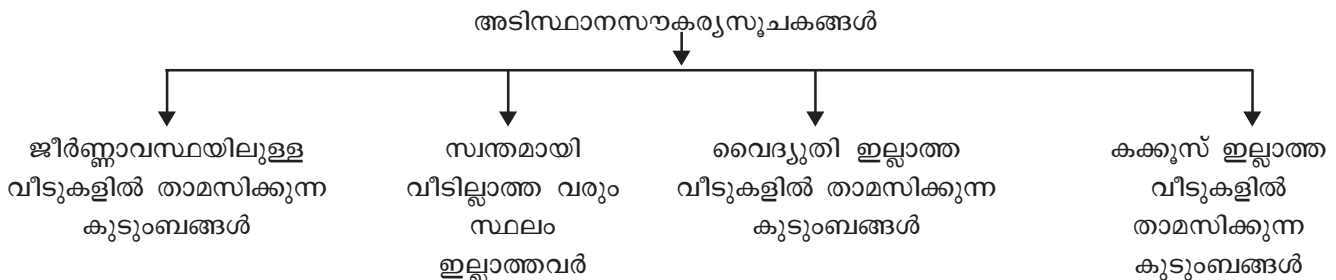 അടിസ്ഥാനസൗകര്യസൂചകങ്ങൾ
ജീർണ്ണാവസ്ഥയിലുള്ള
വീടുകളിൽ താമസിക്കുന്ന
കുടുംബങ്ങൾ
സ്വന്തമായി
വീടില്ലാത്ത വരും
സ്ഥലം
ഇല്ലാത്തവർ
വൈദ്യുതി ഇല്ലാത്ത
വീടുകളിൽ താമസിക്കുന്ന
കുടുംബങ്ങൾ
കക്കൂസ് ഇല്ലാത്ത
വീടുകളിൽ
താമസിക്കുന്ന
കുടുംബങ്ങൾ